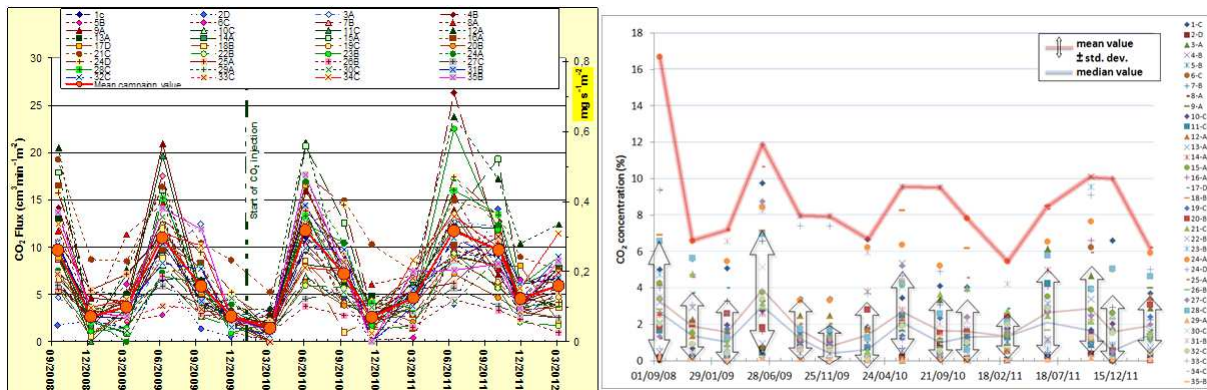 1c 2D 3A 4B
5B 6C 7B 8A
9A 10C 11C 12A
13A 14A 15A 16A
17D 18B 19C 20B
21C 22B 23B 24A
24D 26B 27C
28C 29A
32C 33C 34C 35B
Mean campaign value
CO₂ Flux (cm³min⁻¹m⁻²)
30
25
20
15
10
5
0
0,8
0,6
0,4
0,2
0
mg s⁻¹m⁻²
Start of CO₂ injection
09/2008
12/2008
03/2009
06/2009
09/2009
12/2009
03/2010
06/2010
09/2010
12/2010
03/2011
06/2011
09/2011
12/2011
03/2012
CO₂ concentration (%)
18
16
14
12
10
8
6
4
2
0
mean value
± std. dev.
median value
01/09/08
29/01/09
28/06/09
25/11/09
24/04/10
21/09/10
18/02/11
18/07/11
15/12/11
1-C
2-D
3-A
4-B
5-B
6-C
7-B
8-A
9-A
10-C
11-C
12-A
13-A
14-A
15-A
16-A
17-D
18-B
19-C
20-B
21-C
22-B
23-B
24-A
24-D
25-A
26-B
27-C
28-C
29-A
30-C
31-B
32-C
33-C
34-C
35-B